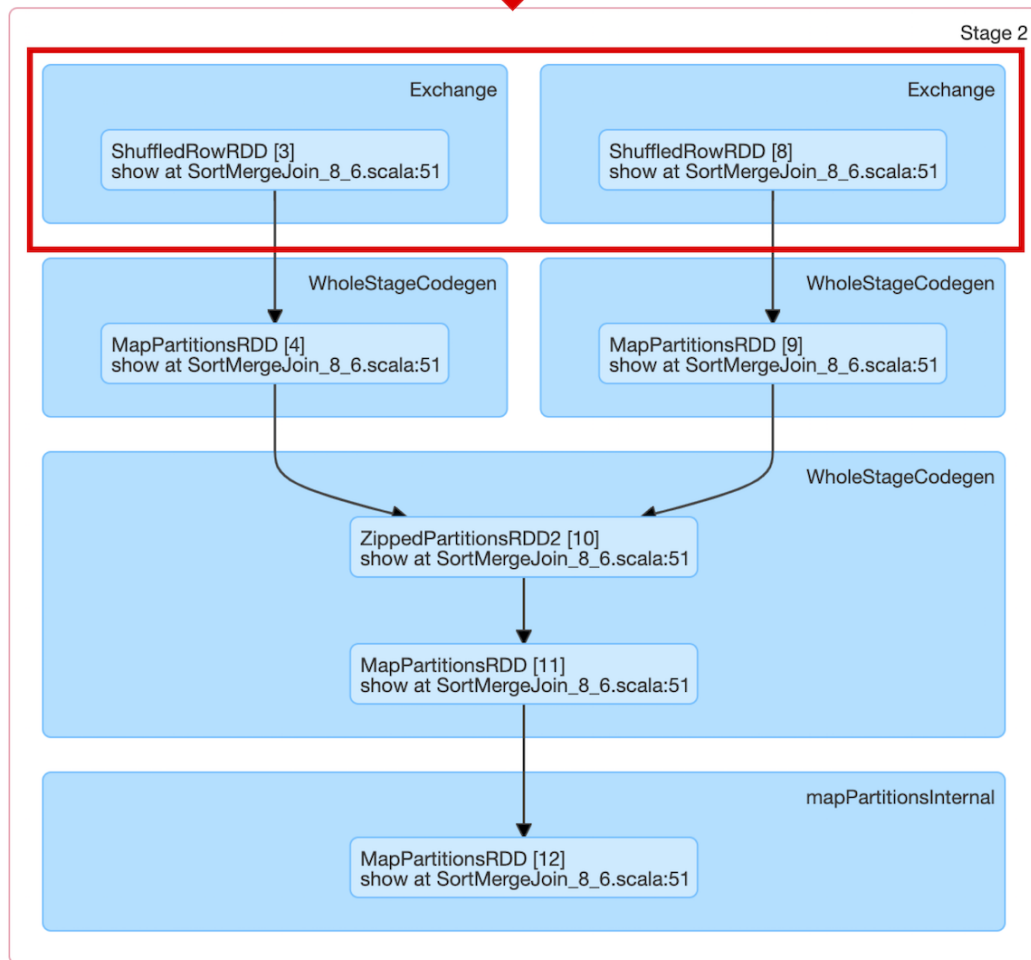 Stage 2
Exchange
Exchange
ShuffledRowRDD [3]
show at SortMergeJoin_8_6.scala:51
ShuffledRowRDD [8]
show at SortMergeJoin_8_6.scala:51
WholeStageCodegen
WholeStageCodegen
MapPartitionsRDD [4]
show at SortMergeJoin_8_6.scala:51
MapPartitionsRDD [9]
show at SortMergeJoin_8_6.scala:51
WholeStageCodegen
ZippedPartitionsRDD2 [10]
show at SortMergeJoin_8_6.scala:51
MapPartitionsRDD [11]
show at SortMergeJoin_8_6.scala:51
mapPartitionsInternal
MapPartitionsRDD [12]
show at SortMergeJoin_8_6.scala:51